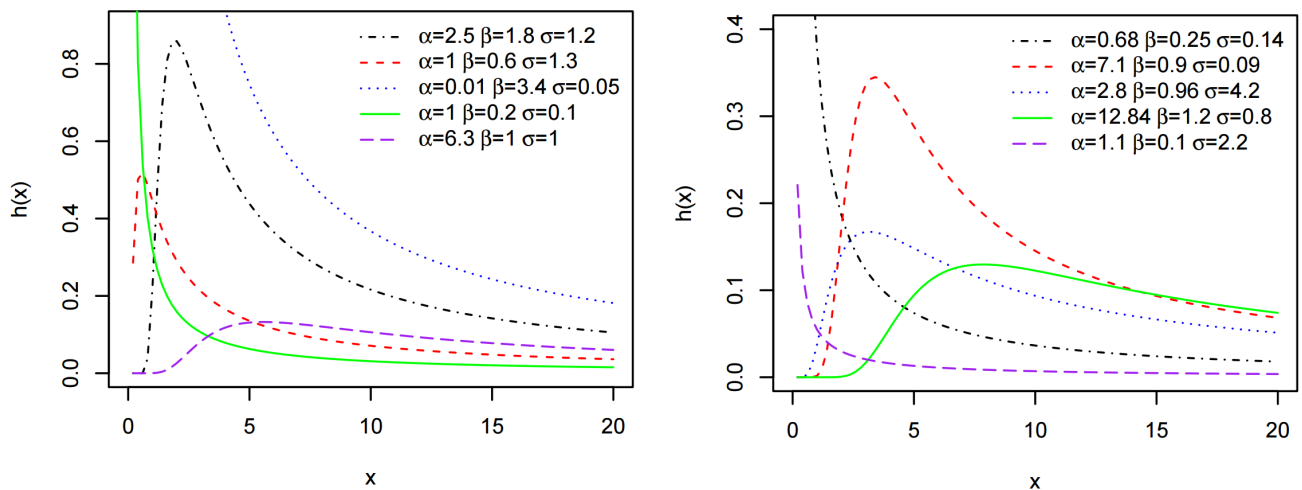 α=2.5 β=1.8 σ=1.2
α=1 β=0.6 σ=1.3
α=0.01 β=3.4 σ=0.05
α=1 β=0.2 σ=0.1
α=6.3 β=1 σ=1
h(x)
0.8
0.6
0.4
0.2
0.0
0 5 10 15 20
x
α=0.68 β=0.25 σ=0.14
α=7.1 β=0.9 σ=0.09
α=2.8 β=0.96 σ=4.2
α=12.84 β=1.2 σ=0.8
α=1.1 β=0.1 σ=2.2
h(x)
0.4
0.3
0.2
0.1
0.0
0 5 10 15 20
x